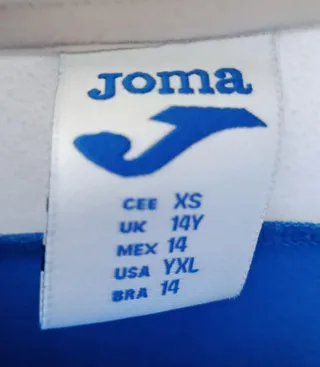 Joma
CEE XS
UK 14Y
MEX 14
USA YXL
BRA 14